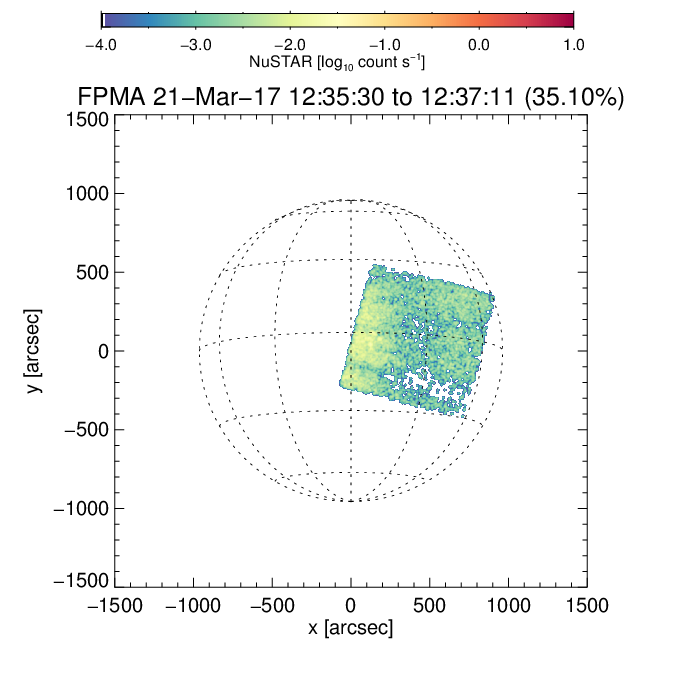 −4.0 −3.0 −2.0 −1.0 0.0 1.0
NuSTAR [log₁₀ count s⁻¹]
FPMA 21−Mar−17 12:35:30 to 12:37:11 (35.10%)
1500
1000
500
0
−500
−1000
−1500
y [arcsec]
−1500 −1000 −500 0 500 1000 1500
x [arcsec]